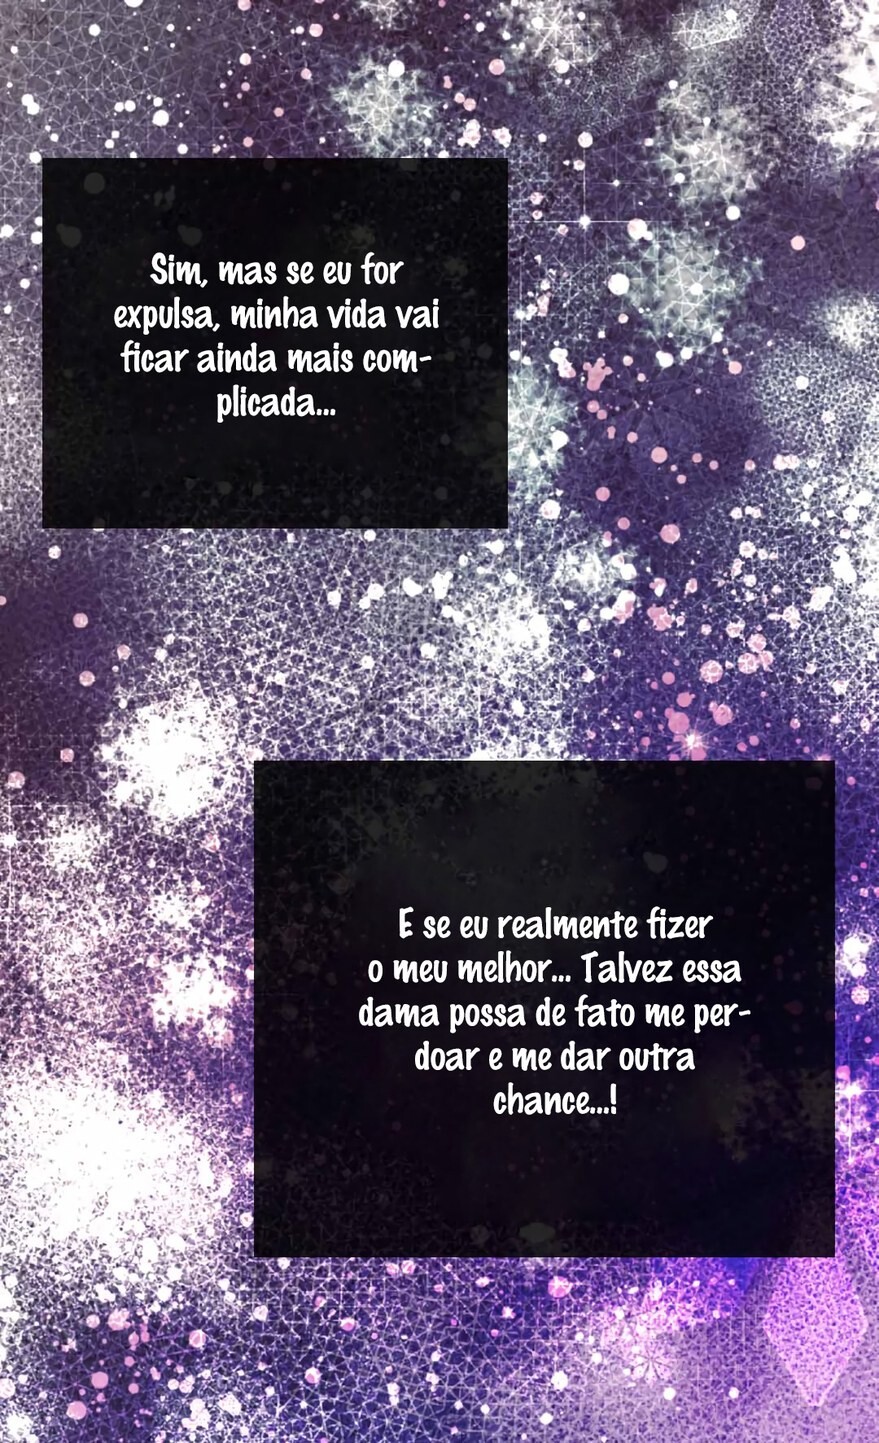 Sim, mas se eu for
expulsa, minha vida vai
ficar ainda mais com-
plicada...
E se eu realmente fizer
o meu melhor... Talvez essa
dama possa de fato me per-
doar e me dar outra
chance...!